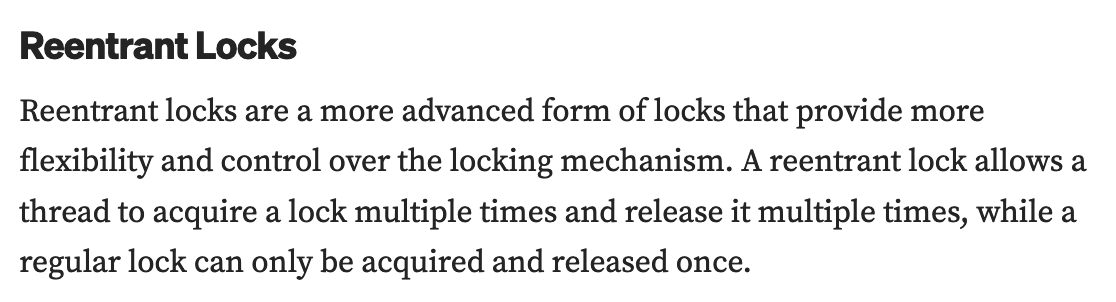 Reentrant Locks
Reentrant locks are a more advanced form of locks that provide more
flexibility and control over the locking mechanism. A reentrant lock allows a
thread to acquire a lock multiple times and release it multiple times, while a
regular lock can only be acquired and released once.